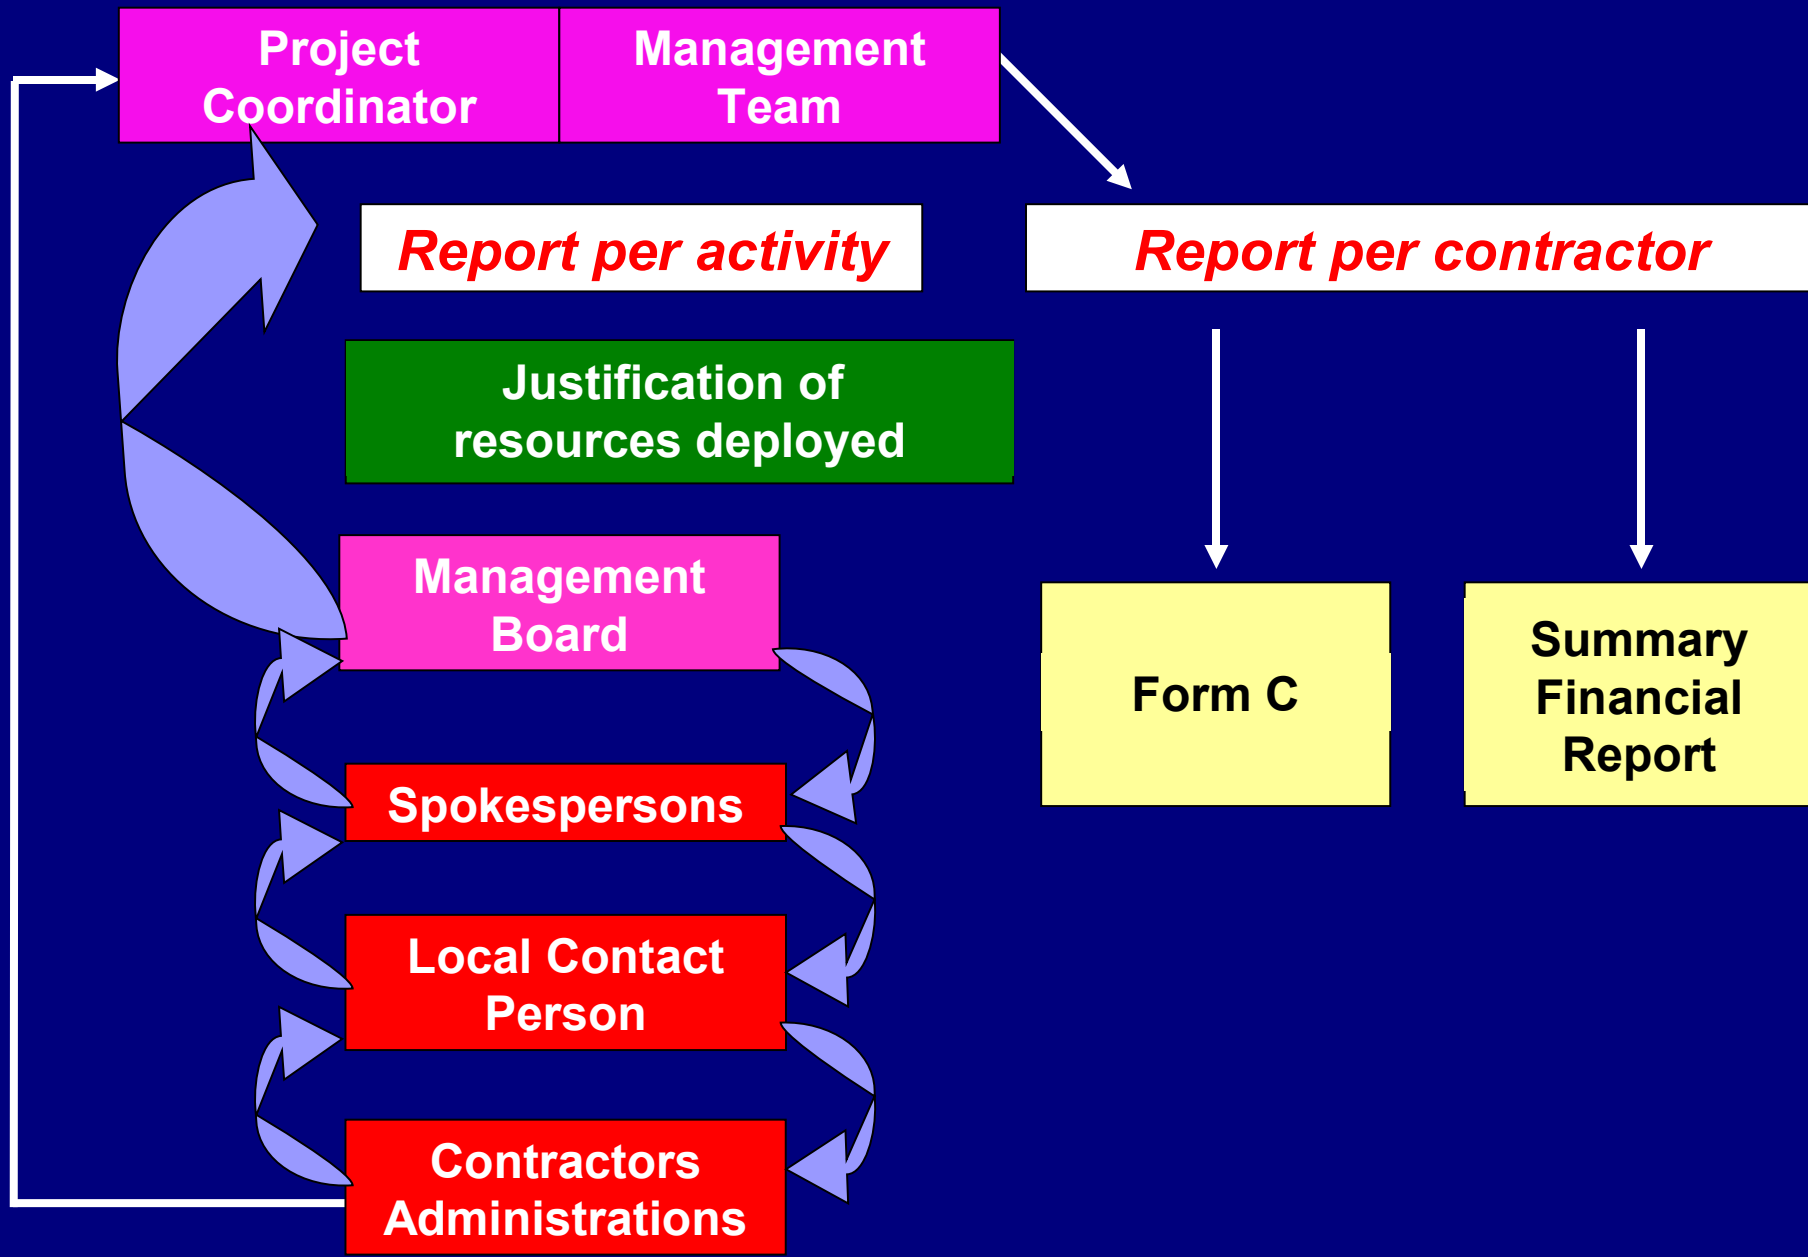 Project
Coordinator
Management
Team
Report per activity
Report per contractor
Justification of
resources deployed
Management
Board
Form C
Summary
Financial
Report
Spokespersons
Local Contact
Person
Contractors
Administrations